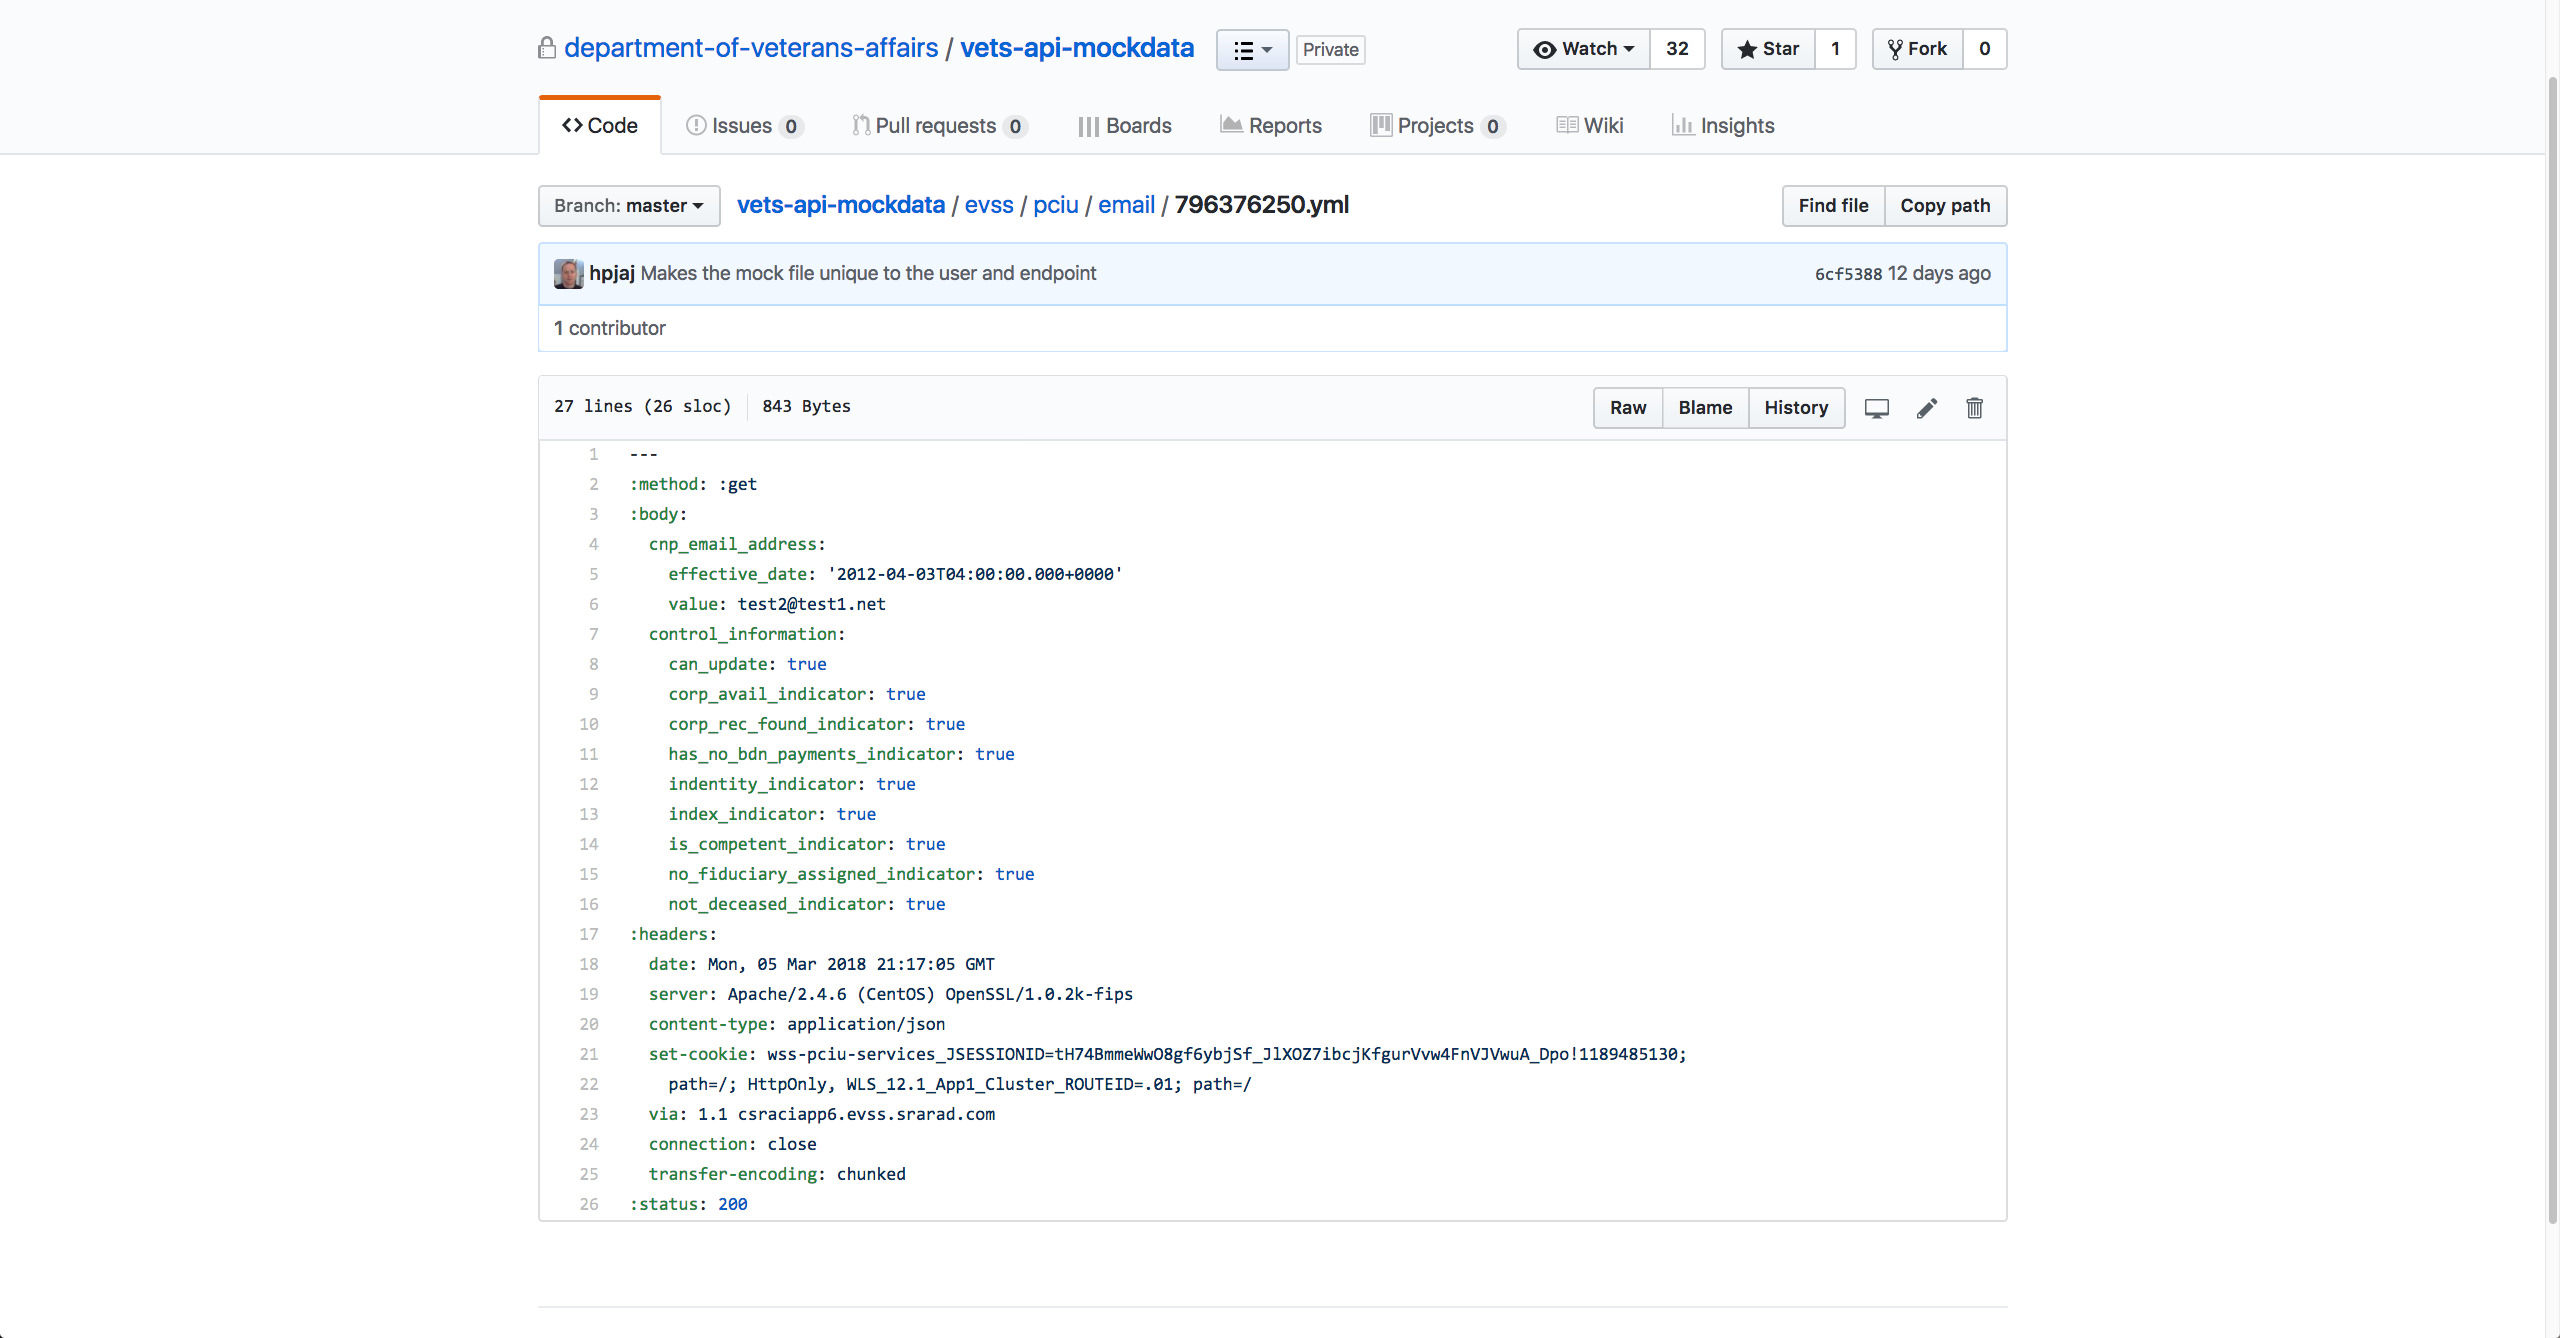 department-of-veterans-affairs / vets-api-mockdata Private Watch 32 Star 1 Fork 0
Code Issues 0 Pull requests 0 Boards Reports Projects 0 Wiki Insights
Branch: master vets-api-mockdata / evss / pciu / email / 796376250.yml Find file Copy path
hpjaj Makes the mock file unique to the user and endpoint 6cf5388 12 days ago
1 contributor
27 lines (26 sloc) 843 Bytes Raw Blame History
1 ---
2 :method: :get
3 :body:
4 cnp_email_address:
5 effective_date: '2012-04-03T04:00:00.000+0000'
6 value: test2@test1.net
7 control_information:
8 can_update: true
9 corp_avail_indicator: true
10 corp_rec_found_indicator: true
11 has_no_bdn_payments_indicator: true
12 indentity_indicator: true
13 index_indicator: true
14 is_competent_indicator: true
15 no_fiduciary_assigned_indicator: true
16 not_deceased_indicator: true
17 :headers:
18 date: Mon, 05 Mar 2018 21:17:05 GMT
19 server: Apache/2.4.6 (CentOS) OpenSSL/1.0.2k-fips
20 content-type: application/json
21 set-cookie: wss-pciu-services_JSESSIONID=tH74BmmeWwO8gf6ybjSf_JlXOZ7ibcjKfgurVvw4FnVJVwuA_Dpo!1189485130;
22 path=/; HttpOnly, WLS_12.1_App1_Cluster_ROUTEID=.01; path=/
23 via: 1.1 csraciapp6.evss.srarad.com
24 connection: close
25 transfer-encoding: chunked
26 :status: 200